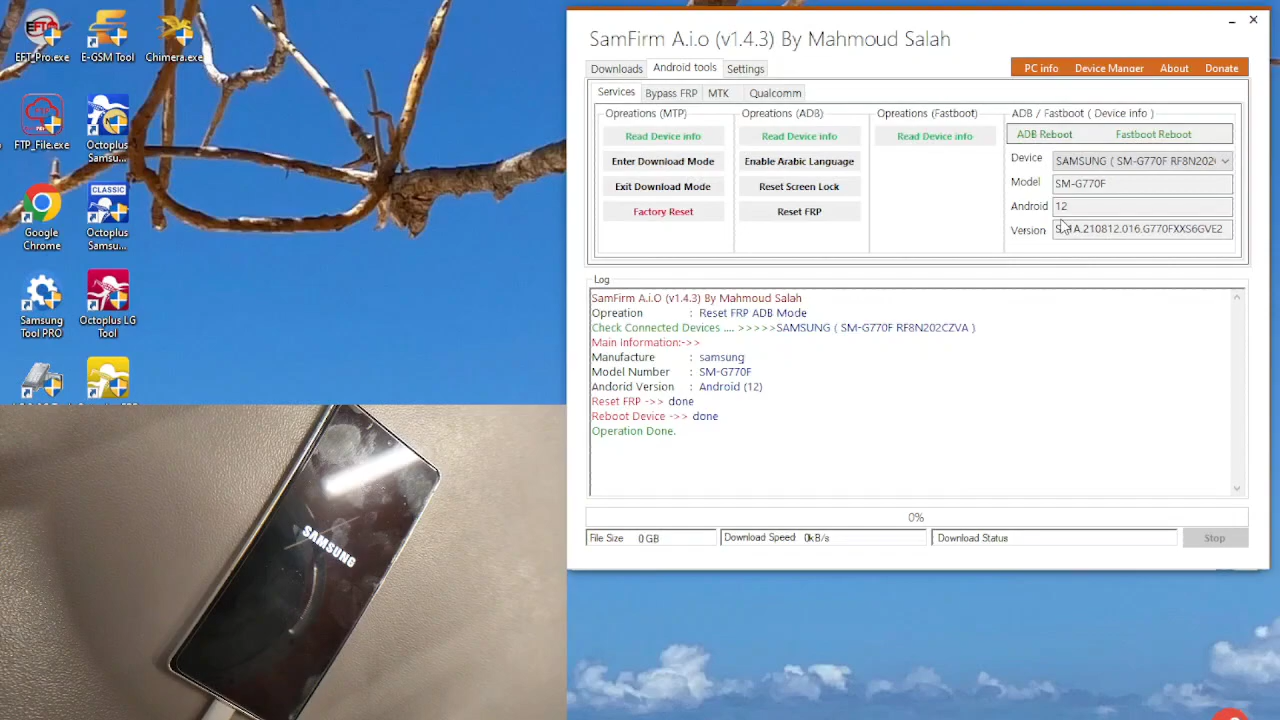 EFT_Pro.exe
E-GSM Tool
Chimera.exe
FTP_File.exe
Octoplus
Samsu...
Google
Chrome
CLASSIC
Octoplus
Samsu...
Samsung
Tool PRO
Octoplus LG
Tool
SAMSUNG
SamFirm A.i.o (v1.4.3) By Mahmoud Salah
Downloads Android tools Settings
PC info Device Manger About Donate
Services Bypass FRP MTK Qualcomm
Opreations (MTP)
Read Device info
Enter Download Mode
Exit Download Mode
Factory Reset
Opreations (ADB)
Read Device info
Enable Arabic Language
Reset Screen Lock
Reset FRP
Opreations (Fastboot)
Read Device info
ADB / Fastboot ( Device info )
ADB Reboot Fastboot Reboot
Device SAMSUNG ( SM-G770F RF8N202
Model SM-G770F
Android 12
Version A.210812.016.G770FXXS6GVE2
Log
SamFirm A.i.O (v1.4.3) By Mahmoud Salah
Opreation : Reset FRP ADB Mode
Check Connected Devices .... >>>>>SAMSUNG ( SM-G770F RF8N202CZVA )
Main Information:->>
Manufacture : samsung
Model Number : SM-G770F
Andorid Version : Android (12)
Reset FRP ->> done
Reboot Device ->> done
Operation Done.
0%
File Size 0 GB Download Speed 0kB/s Download Status Stop